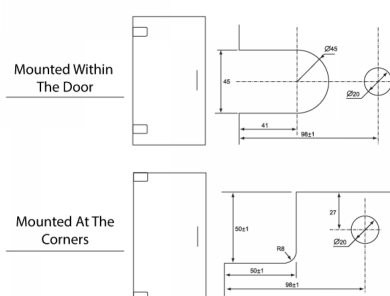 Mounted Within
The Door
Ø45
45
Ø20
41
98±1
Mounted At The
Corners
50±1
27
Ø20
R8
50±1
98±1